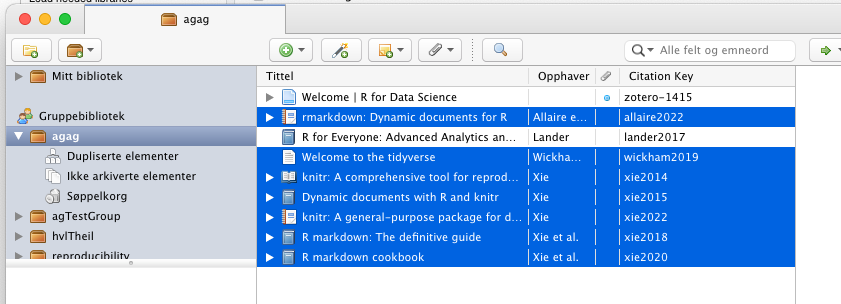 agag
Alle felt og emneord
Mitt bibliotek
Gruppebibliotek
agag
Dupliserte elementer
Ikke arkiverte elementer
Søppelkorg
agTestGroup
hvlTheil
reproducibility
Tittel Opphaver Citation Key
Welcome | R for Data Science zotero-1415
rmarkdown: Dynamic documents for R Allaire e... allaire2022
R for Everyone: Advanced Analytics an... Lander lander2017
Welcome to the tidyverse Wickha... wickham2019
knitr: A comprehensive tool for reprod... Xie xie2014
Dynamic documents with R and knitr Xie xie2015
knitr: A general-purpose package for d... Xie xie2022
R markdown: The definitive guide Xie et al. xie2018
R markdown cookbook Xie et al. xie2020